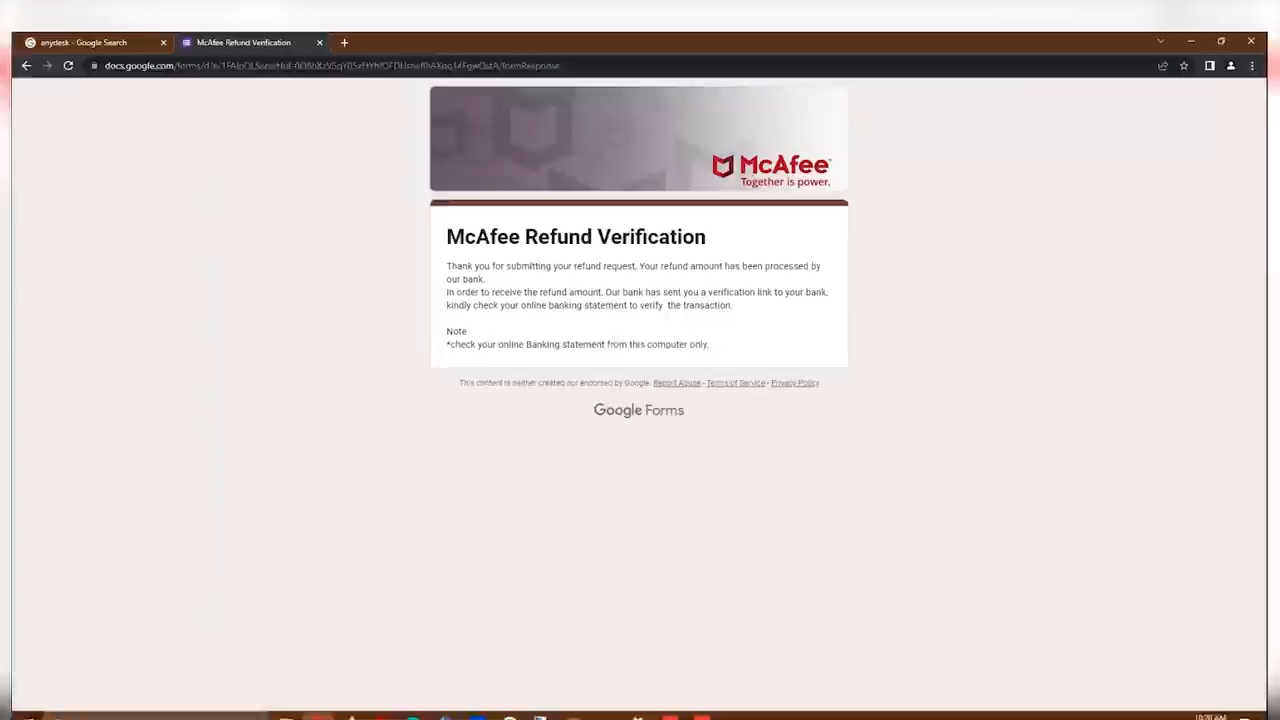 anydesk - Google Search
McAfee Refund Verification
docs.google.com
McAfee
Together is power.
McAfee Refund Verification
Thank you for submitting your refund request, Your refund amount has been processed by
our bank.
In order to receive the refund amount, Our bank has sent you a verification link to your bank,
kindly check your online banking statement to verify the transaction.
Note
*check your online Banking statement from this computer only.
This content is neither created nor endorsed by Google. Report Abuse - Terms of Service - Privacy Policy
Google Forms